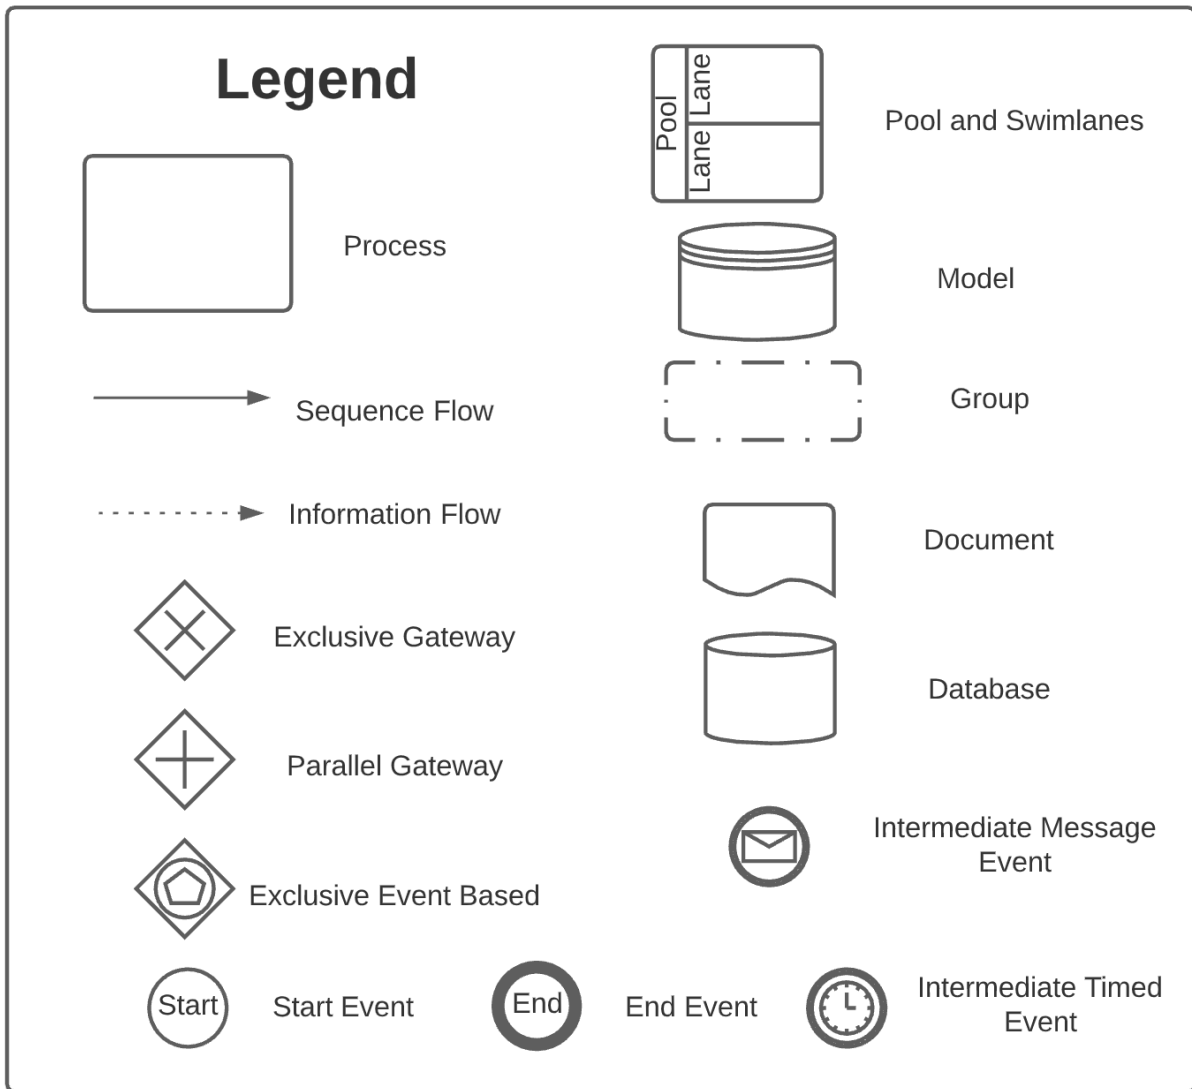 Legend
Process
Sequence Flow
Information Flow
Exclusive Gateway
Parallel Gateway
Exclusive Event Based
Start
Start Event
End
End Event
Pool
Lane
Lane
Pool and Swimlanes
Model
Group
Document
Database
Intermediate Message
Event
Intermediate Timed
Event